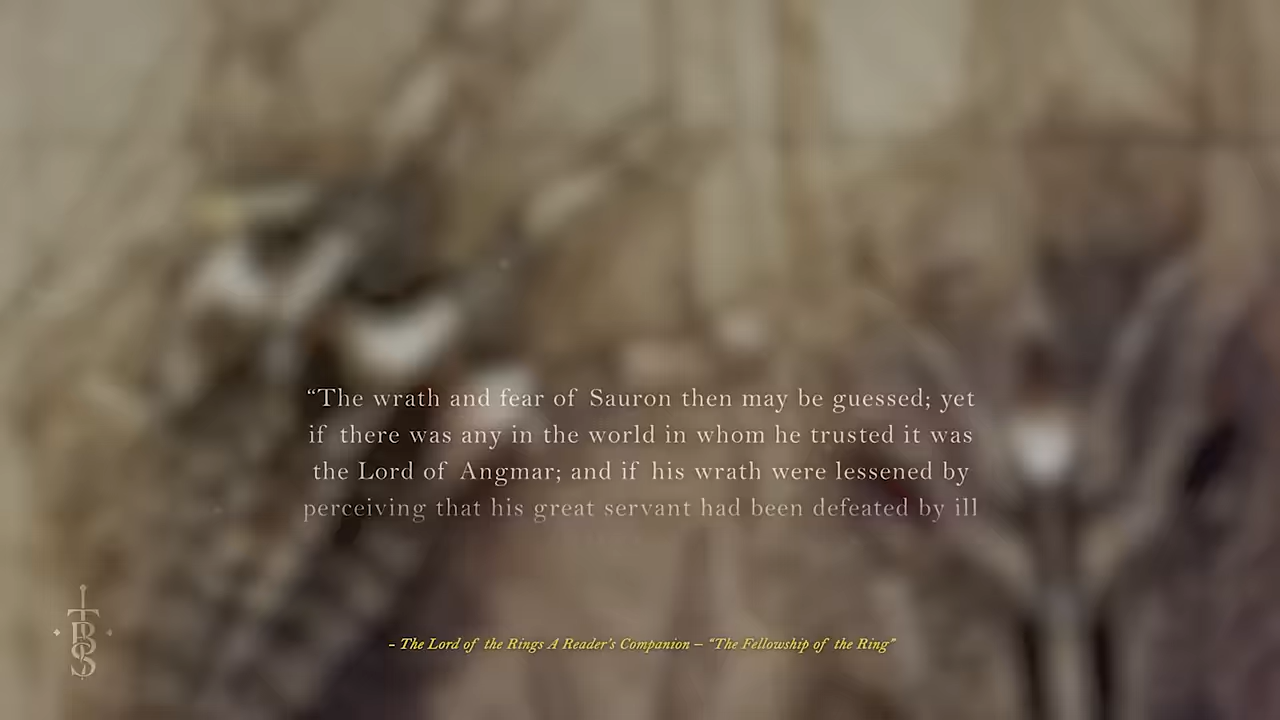 “The wrath and fear of Sauron then may be guessed; yet
if there was any in the world in whom he trusted it was
the Lord of Angmar; and if his wrath were lessened by
perceiving that his great servant had been defeated by ill
- The Lord of the Rings A Reader's Companion – “The Fellowship of the Ring”
TBS